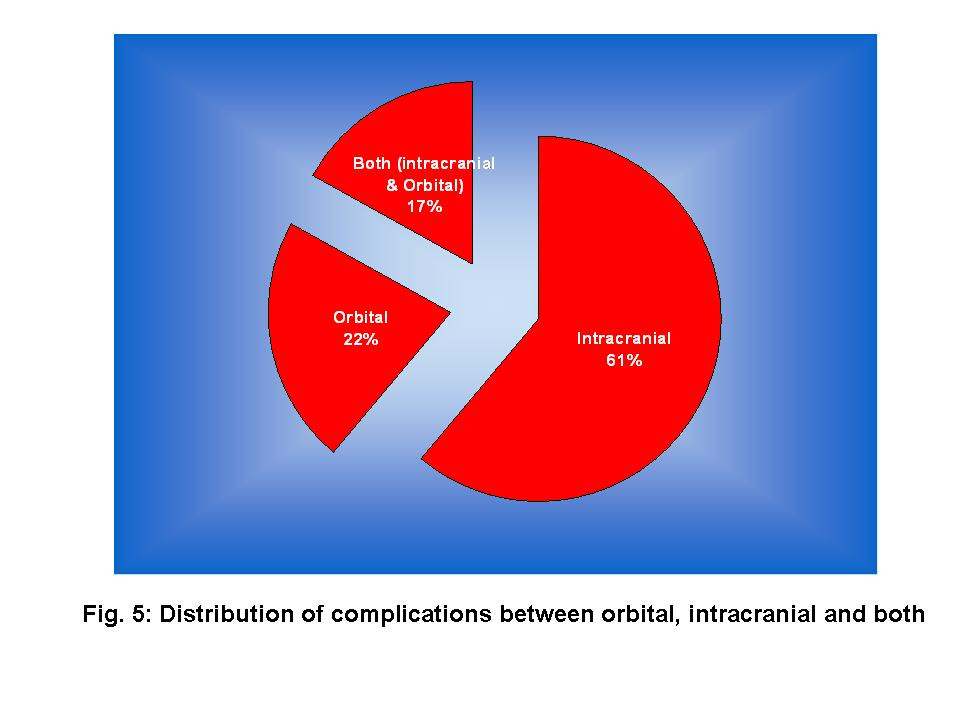 Both (intracranial
& Orbital)
17%
Orbital
22%
Intracranial
61%
Fig. 5: Distribution of complications between orbital, intracranial and both